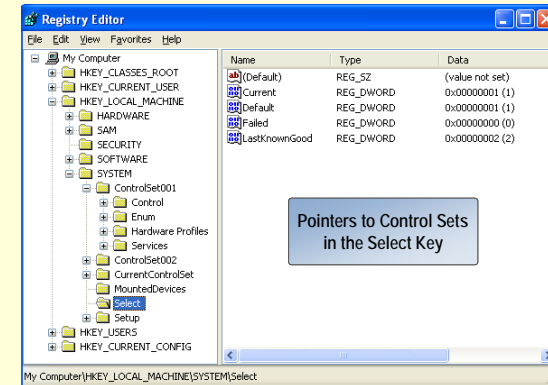 Registry Editor
File Edit View Favorites Help
My Computer
HKEY_CLASSES_ROOT
HKEY_CURRENT_USER
HKEY_LOCAL_MACHINE
HARDWARE
SAM
SECURITY
SOFTWARE
SYSTEM
ControlSet001
Control
Enum
Hardware Profiles
Services
ControlSet002
CurrentControlSet
MountedDevices
Select
Setup
HKEY_USERS
HKEY_CURRENT_CONFIG
Name Type Data
(Default) REG_SZ (value not set)
Current REG_DWORD 0x00000001 (1)
Default REG_DWORD 0x00000001 (1)
Failed REG_DWORD 0x00000000 (0)
LastKnownGood REG_DWORD 0x00000002 (2)
Pointers to Control Sets
in the Select Key
My Computer\HKEY_LOCAL_MACHINE\SYSTEM\Select